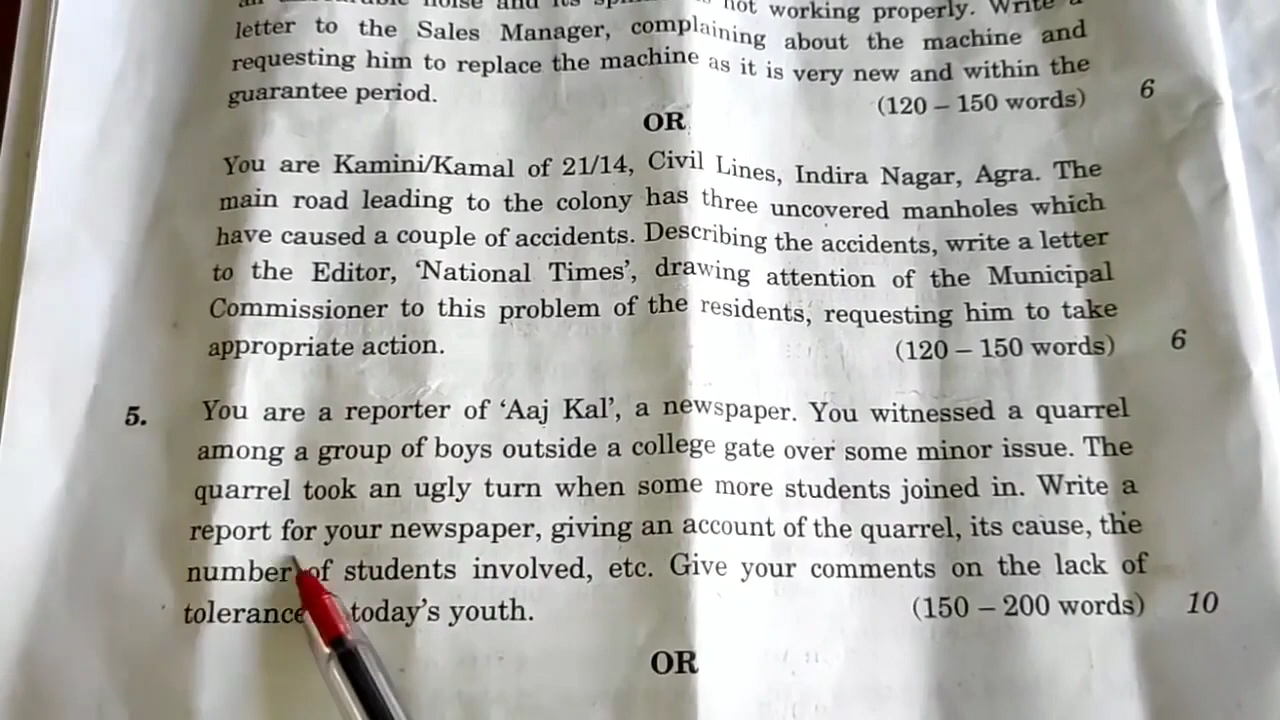 noise and its not working properly. Write a
letter to the Sales Manager, complaining about the machine and
requesting him to replace the machine as it is very new and within the
guarantee period. (120 – 150 words) 6
OR
You are Kamini/Kamal of 21/14, Civil Lines, Indira Nagar, Agra. The
main road leading to the colony has three uncovered manholes which
have caused a couple of accidents. Describing the accidents, write a letter
to the Editor, ‘National Times’, drawing attention of the Municipal
Commissioner to this problem of the residents, requesting him to take
appropriate action. (120 – 150 words) 6
5. You are a reporter of ‘Aaj Kal’, a newspaper. You witnessed a quarrel
among a group of boys outside a college gate over some minor issue. The
quarrel took an ugly turn when some more students joined in. Write a
report for your newspaper, giving an account of the quarrel, its cause, the
number of students involved, etc. Give your comments on the lack of
tolerance today’s youth. (150 – 200 words) 10
OR